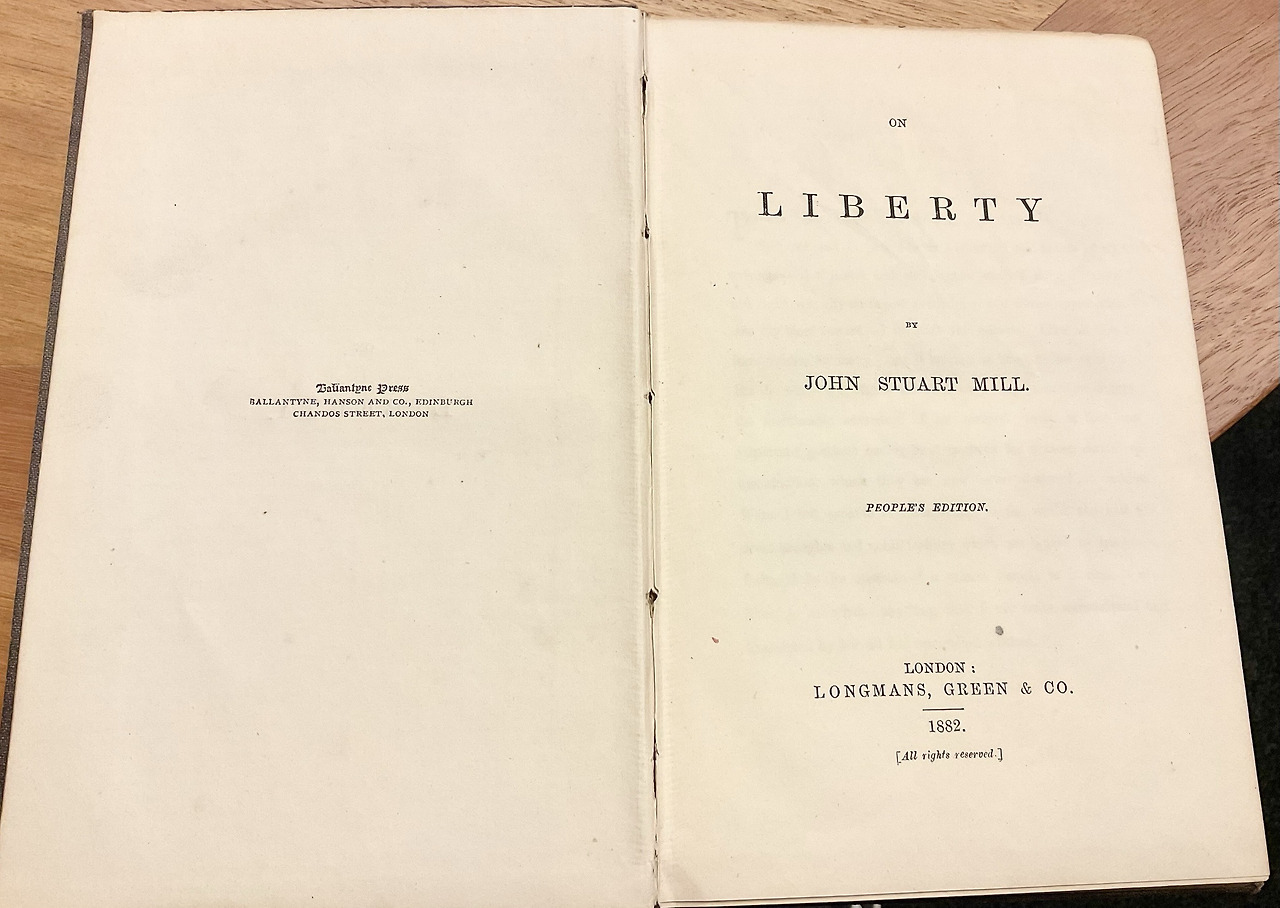 Ballantyne Press
BALLANTYNE, HANSON AND CO., EDINBURGH
CHANDOS STREET, LONDON
ON
LIBERTY
BY
JOHN STUART MILL.
PEOPLE'S EDITION.
LONDON:
LONGMANS, GREEN & CO.
1882.
[All rights reserved.]